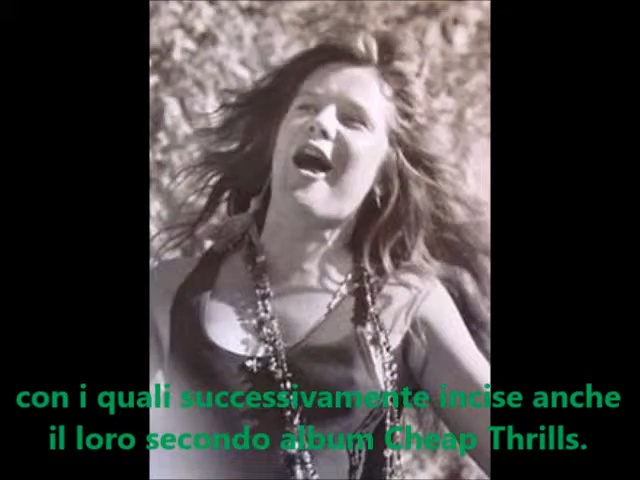 con i quali successivamente incise anche
il loro secondo album Cheap Thrills.